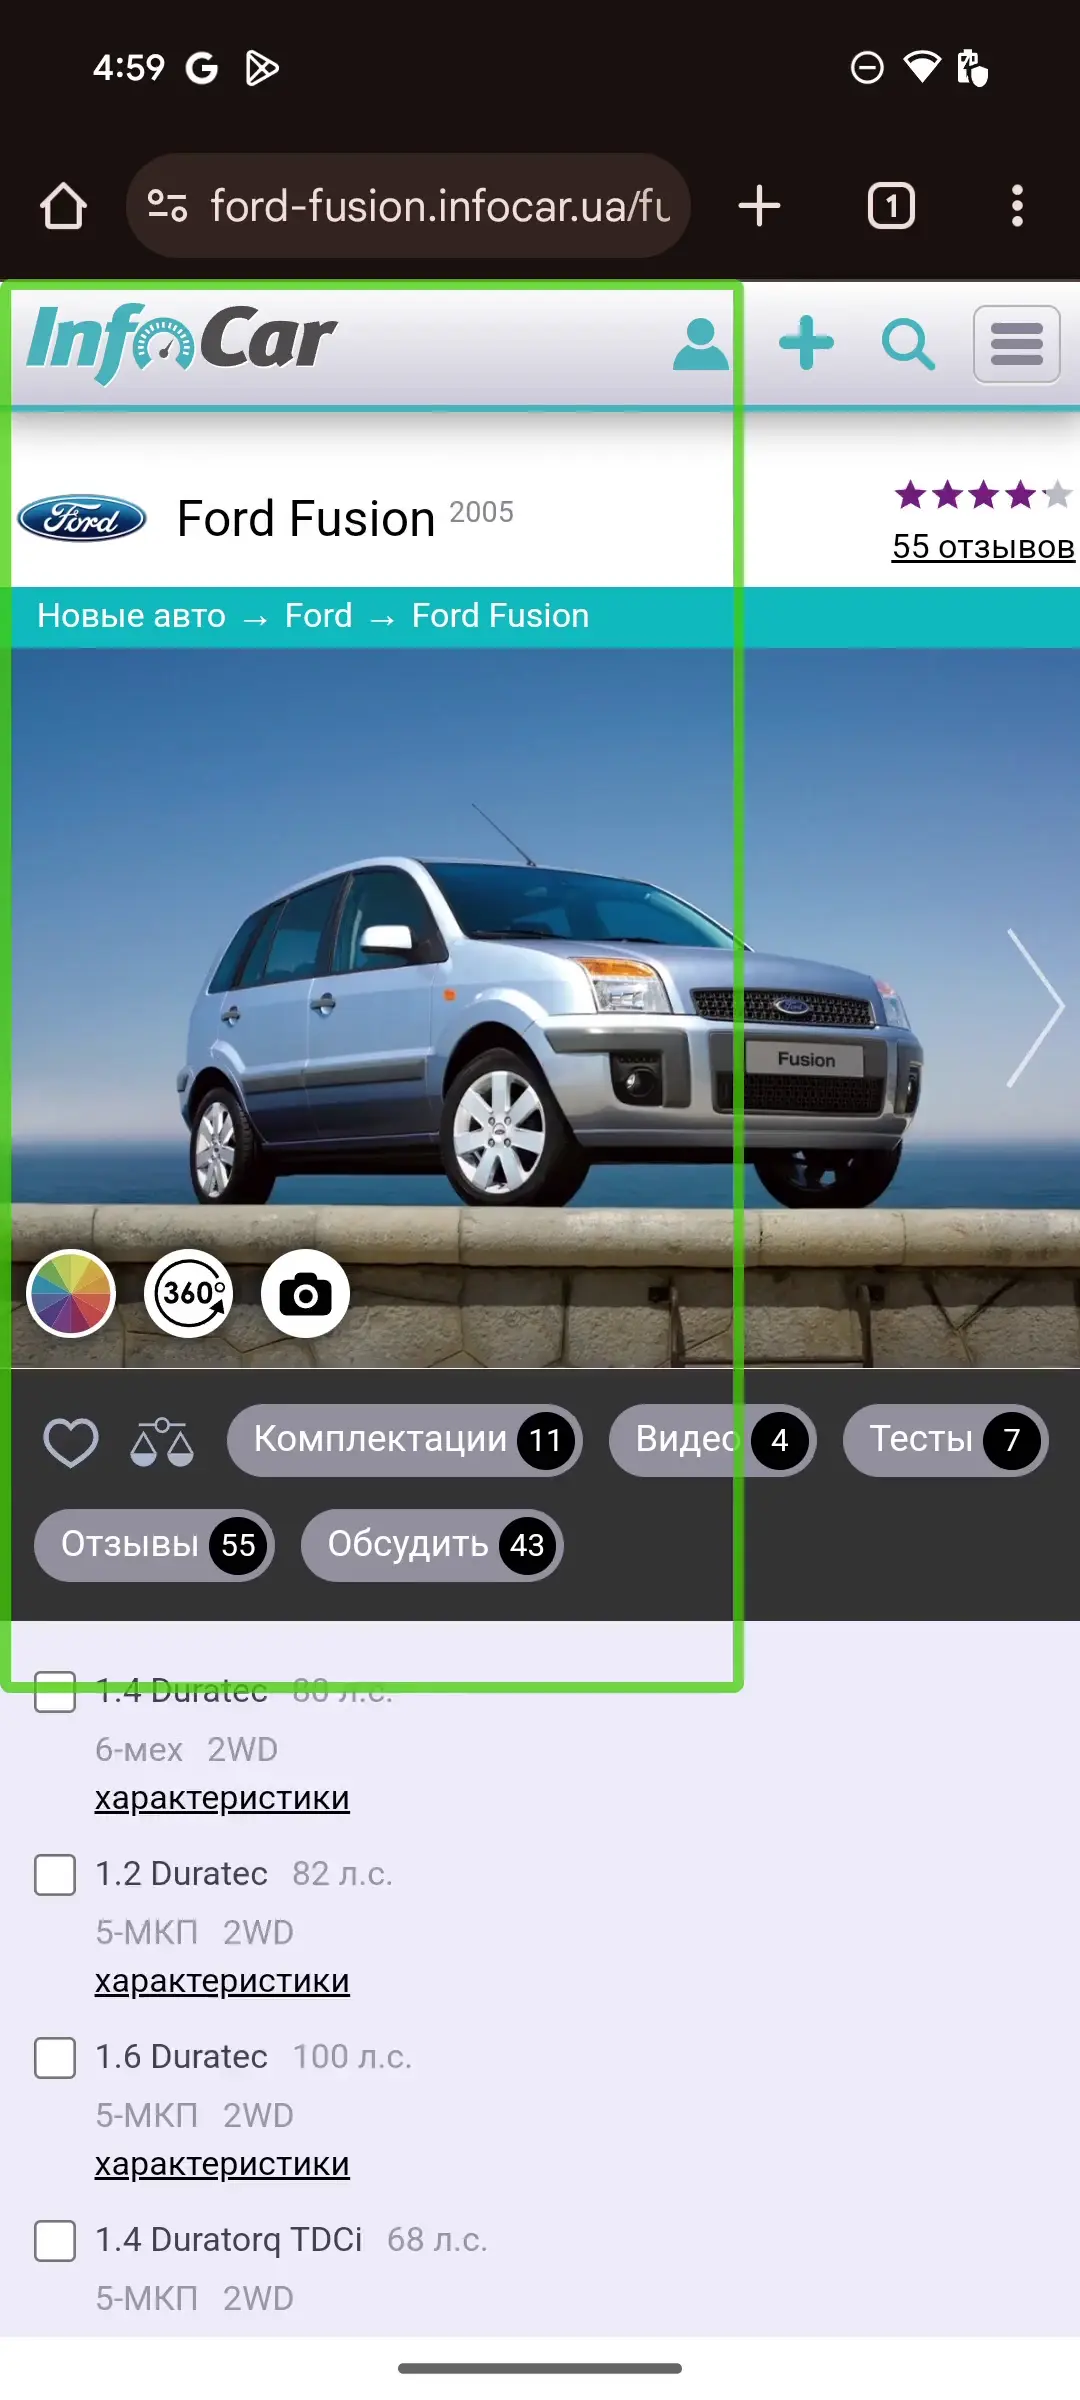 4:59
ford-fusion.infocar.ua/fu
1
InfoCar
Ford
Ford Fusion 2005
55 отзывов
Новые авто → Ford → Ford Fusion
Fusion
360°
Комплектации 11 Видео 4 Тесты 7
Отзывы 55 Обсудить 43
1.4 Duratec 80 л.с.
6-мех 2WD
характеристики
1.2 Duratec 82 л.с.
5-МКП 2WD
характеристики
1.6 Duratec 100 л.с.
5-МКП 2WD
характеристики
1.4 Duratorq TDCi 68 л.с.
5-МКП 2WD